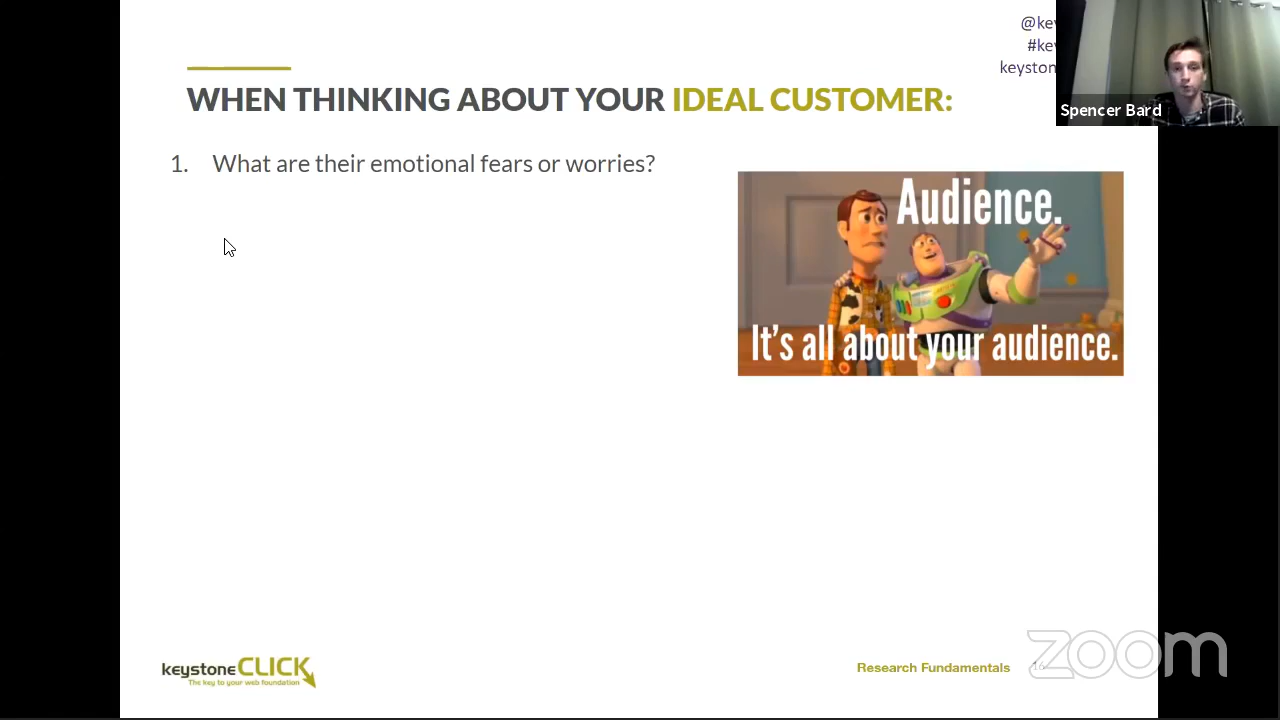 @key
#key
keyston
Spencer Bard
WHEN THINKING ABOUT YOUR IDEAL CUSTOMER:
1. What are their emotional fears or worries?
Audience.
It's all about your audience.
keystoneCLICK
The key to your web foundation
Research Fundamentals
zoom